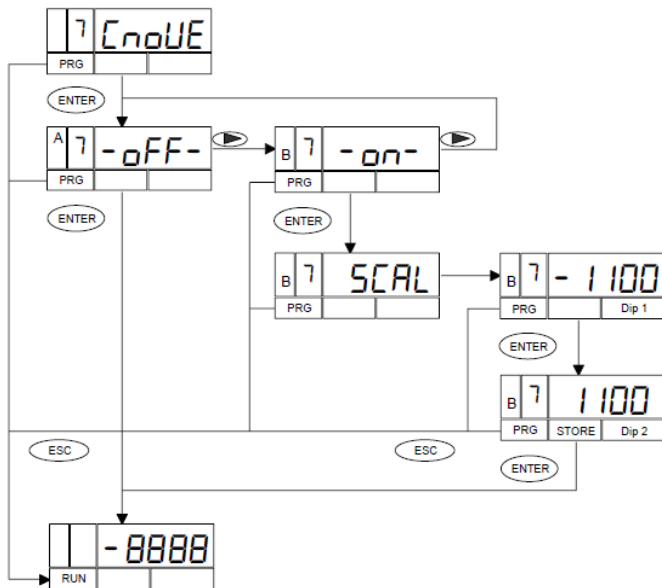 7 CnoUE
PRG
ENTER
A 7 -oFF-
PRG
B 7 -on-
PRG
ENTER
ENTER
B 7 SCAL
PRG
B 7 -1100
PRG Dip 1
ENTER
B 7 1100
PRG STORE Dip 2
ESC
ESC
ENTER
-8888
RUN